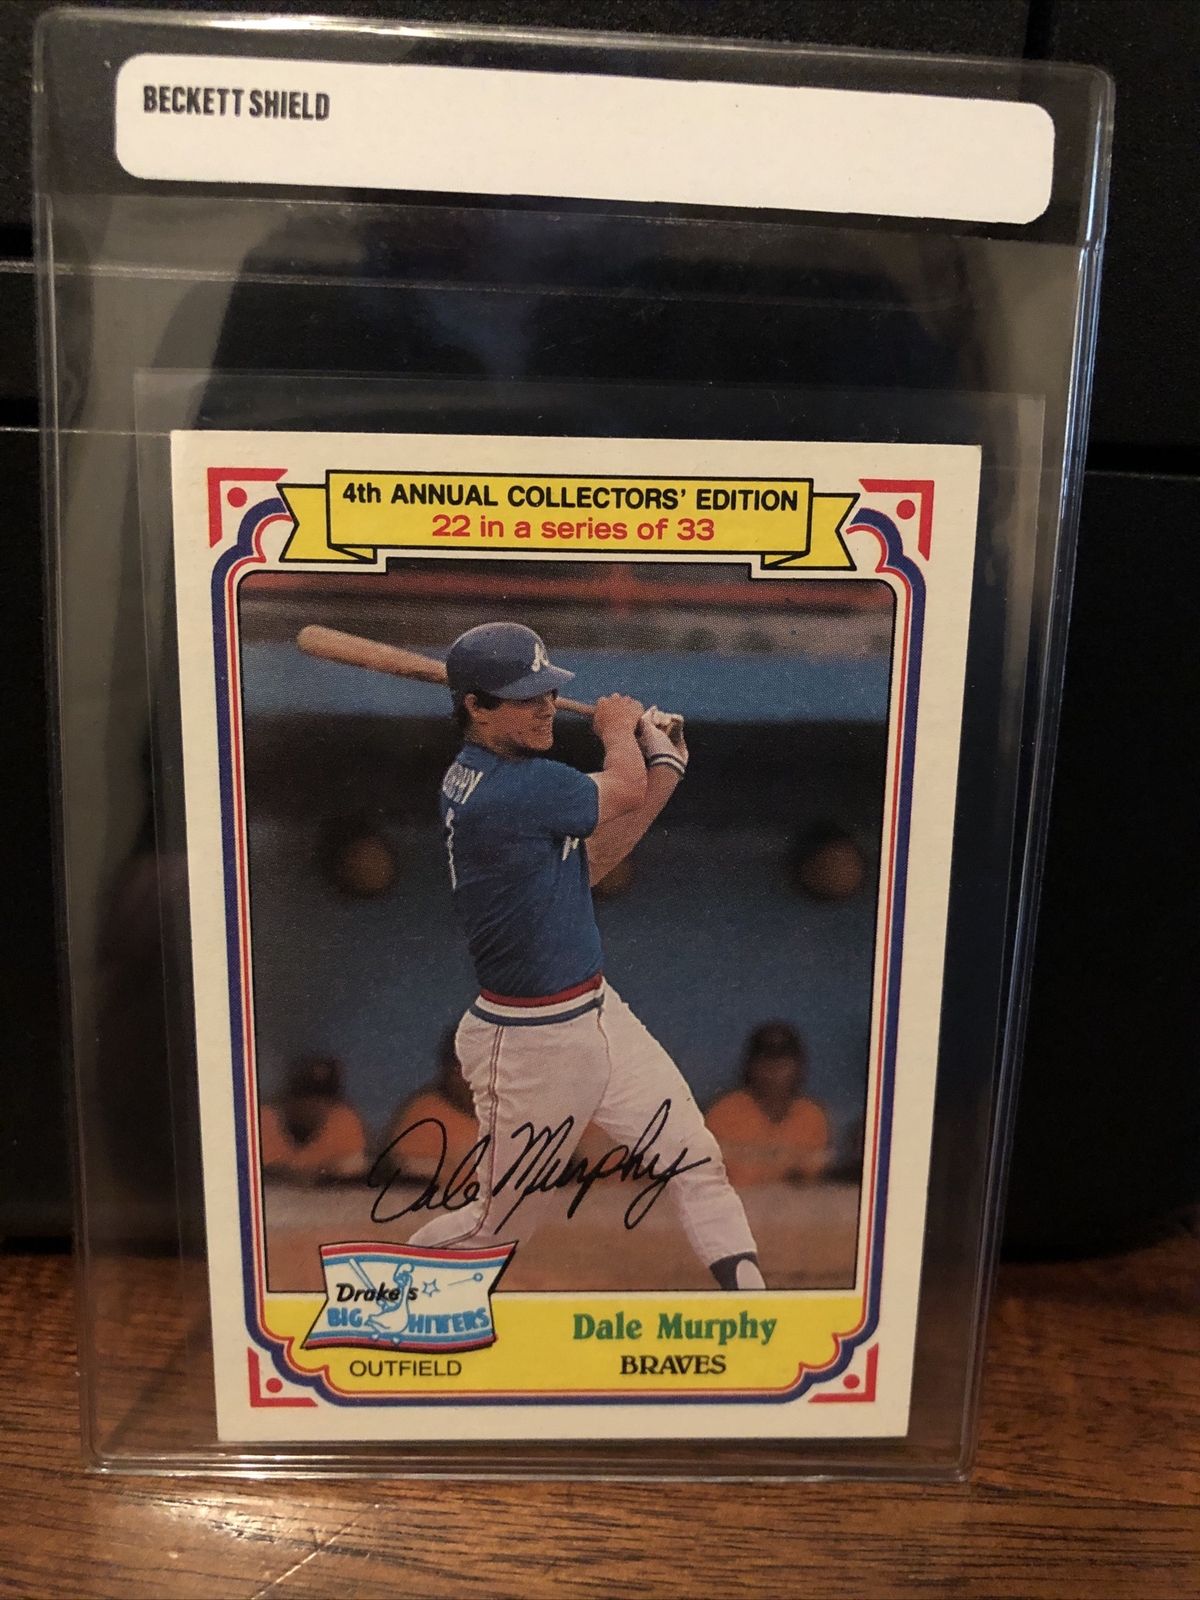 BECKETT SHIELD
4th ANNUAL COLLECTORS' EDITION
22 in a series of 33
1
Dale Murphy
Drake's
BIG HITTERS
OUTFIELD
Dale Murphy
BRAVES